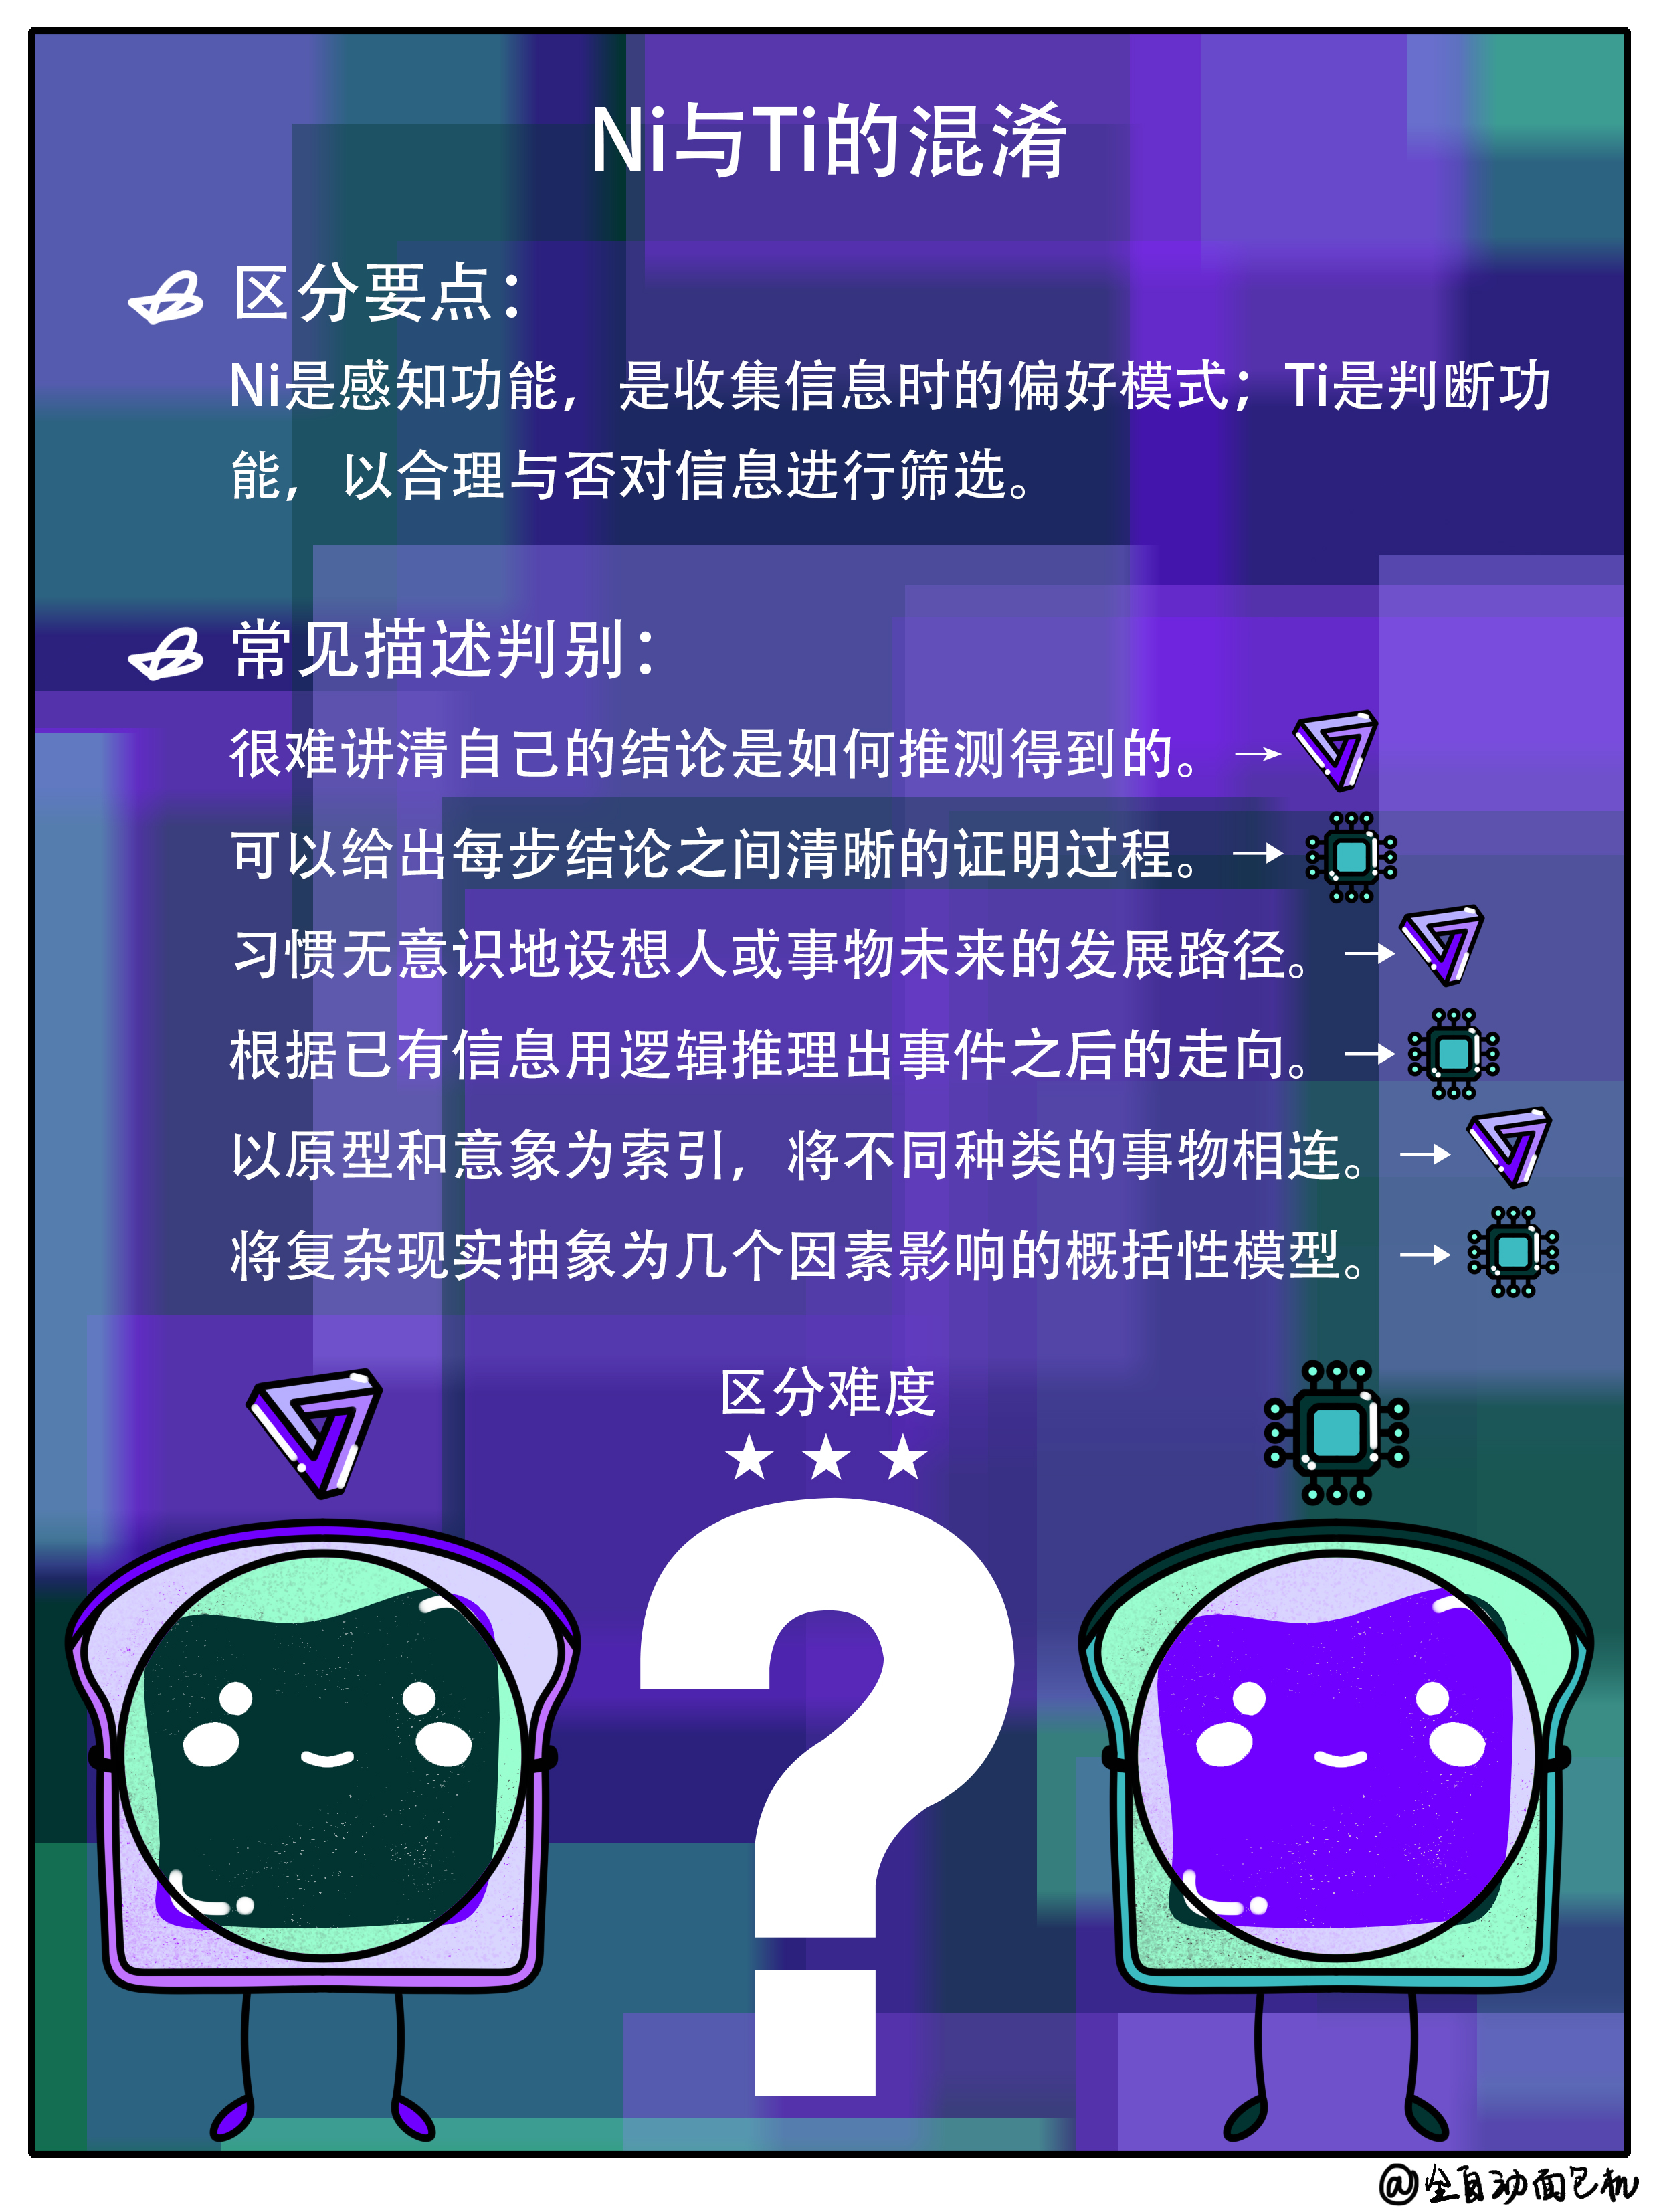 Ni与Ti的混淆
区分要点：
Ni是感知功能，是收集信息时的偏好模式；Ti是判断功
能，以合理与否对信息进行筛选。
常见描述判别：
很难讲清自己的结论是如何推测得到的。→
可以给出每步结论之间清晰的证明过程。→
习惯无意识地设想人或事物未来的发展路径。→
根据已有信息用逻辑推理出事件之后的走向。→
以原型和意象为索引，将不同种类的事物相连。→
将复杂现实抽象为几个因素影响的概括性模型。→
区分难度
★★★
?
@全自动面包机